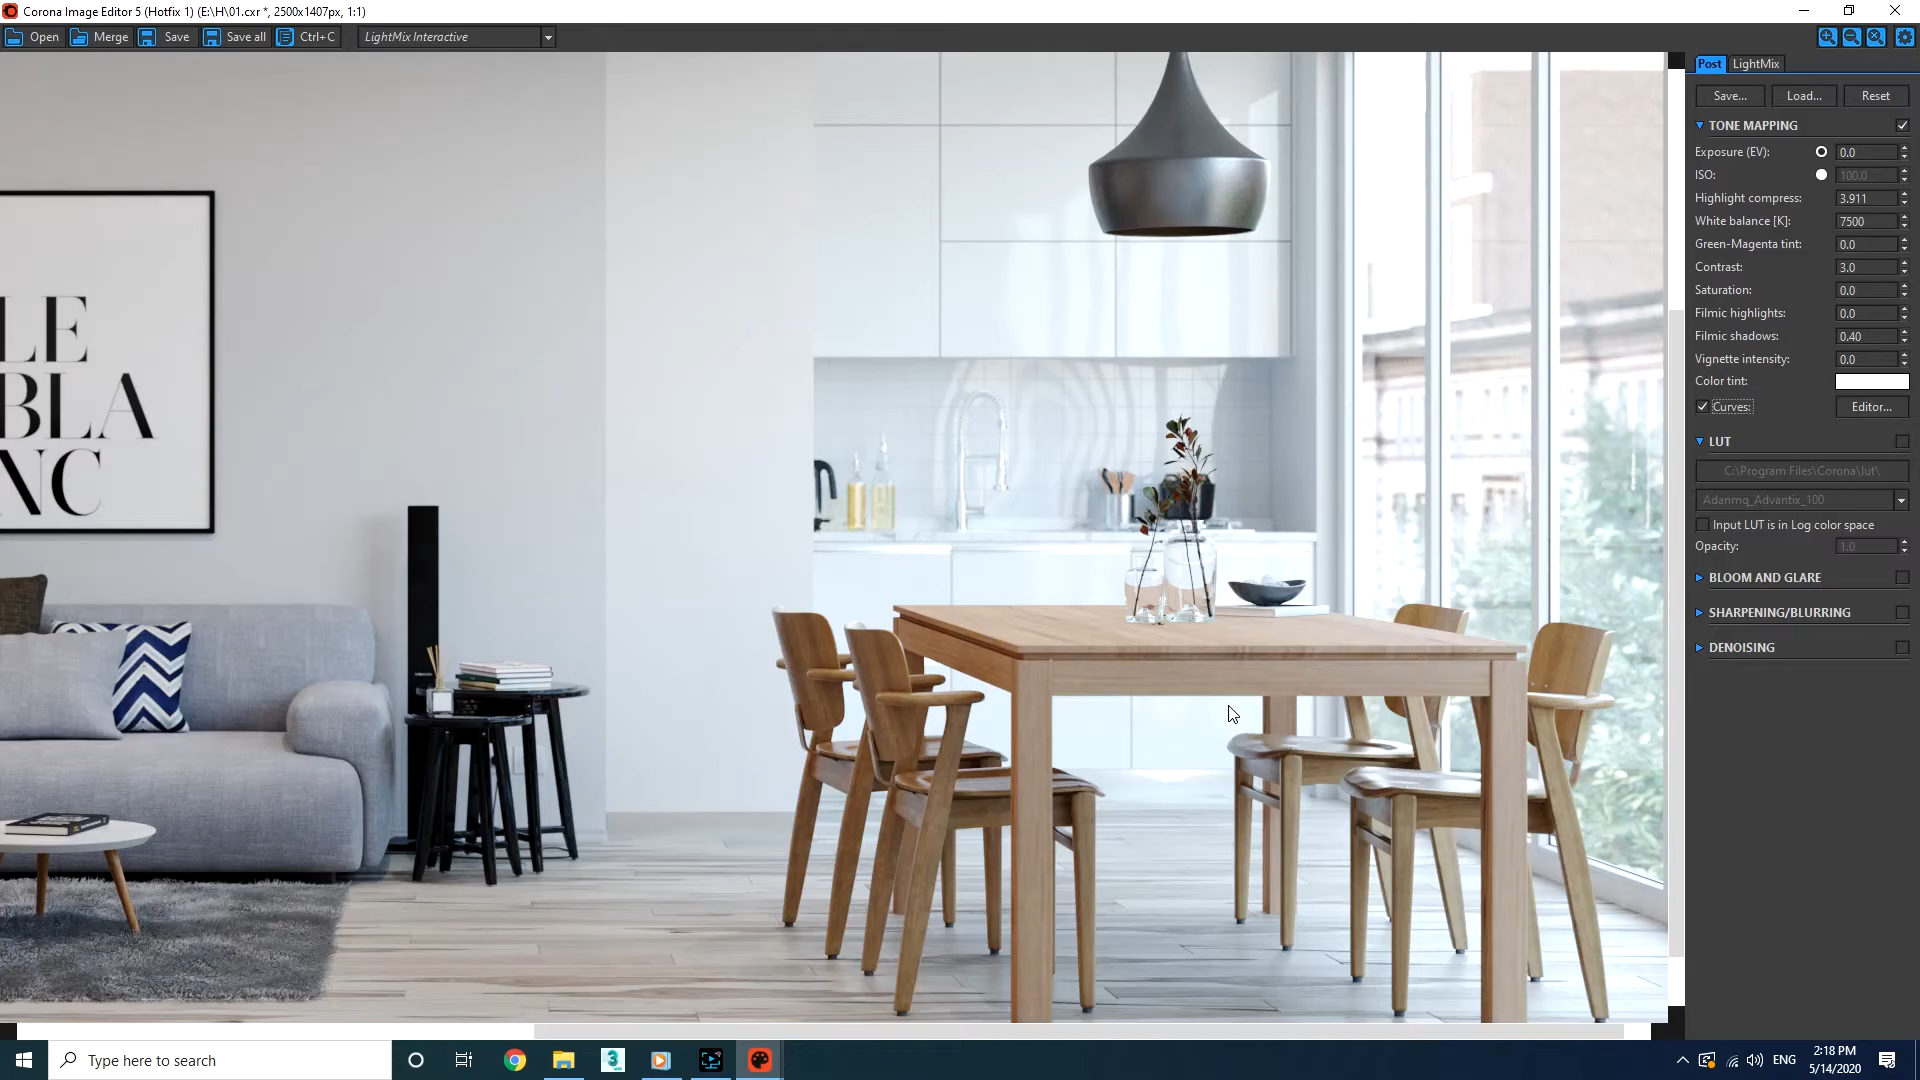 Corona Image Editor 5 (Hotfix 1) (E:\H\01.cxr *, 2500x1407px, 1:1)
Open Merge Save Save all Ctrl+C LightMix Interactive
Post LightMix
Save... Load... Reset
TONE MAPPING
Exposure (EV): 0.0
ISO: 100.0
Highlight compress: 3.911
White balance [K]: 7500
Green-Magenta tint: 0.0
Contrast: 3.0
Saturation: 0.0
Filmic highlights: 0.0
Filmic shadows: 0.40
Vignette intensity: 0.0
Color tint:
Curves: Editor...
LUT
C:\Program Files\Corona\lut\
Adanmq_Advantix_100
Input LUT is in Log color space
Opacity: 1.0
BLOOM AND GLARE
SHARPENING/BLURRING
DENOISING
LE
BLA
NC
Type here to search
ENG
2:18 PM
5/14/2020